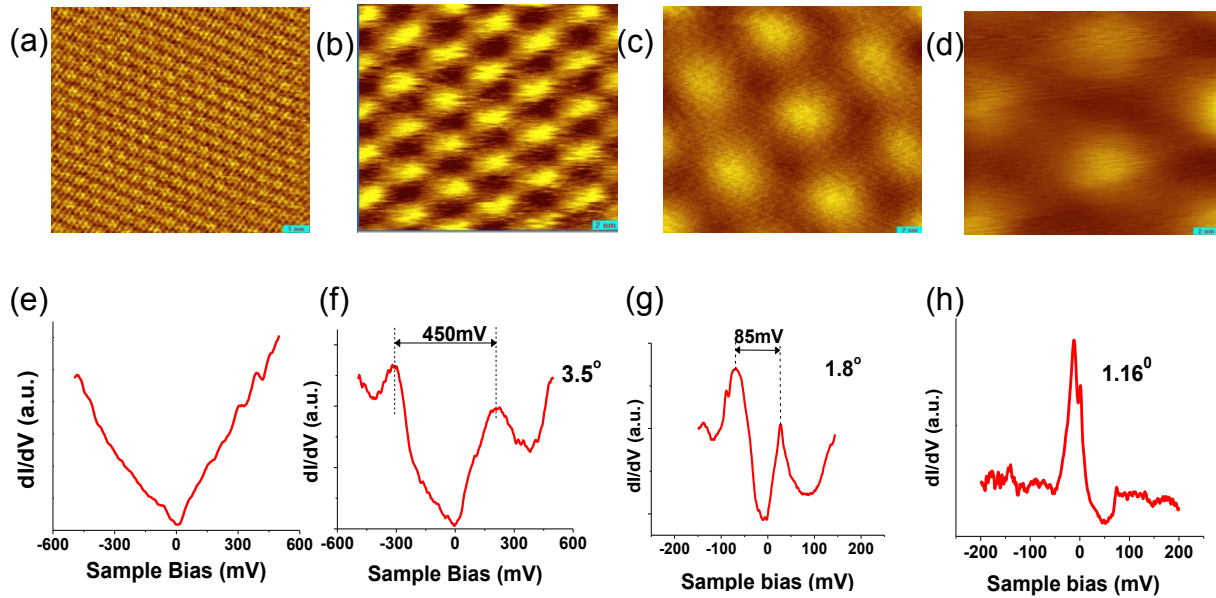 (a)
(b)
(c)
(d)
1 nm
2 nm
2 nm
2 nm
(e)
(f)
(g)
(h)
450mV
3.5°
85mV
1.8°
1.16⁰
dI/dV (a.u.)
dI/dV (a.u.)
dI/dV (a.u.)
dI/dV (a.u.)
-600 -300 0 300 600
-600 -300 0 300 600
-200 -100 0 100 200
-200 -100 0 100 200
Sample Bias (mV)
Sample Bias (mV)
Sample bias (mV)
Sample bias (mV)